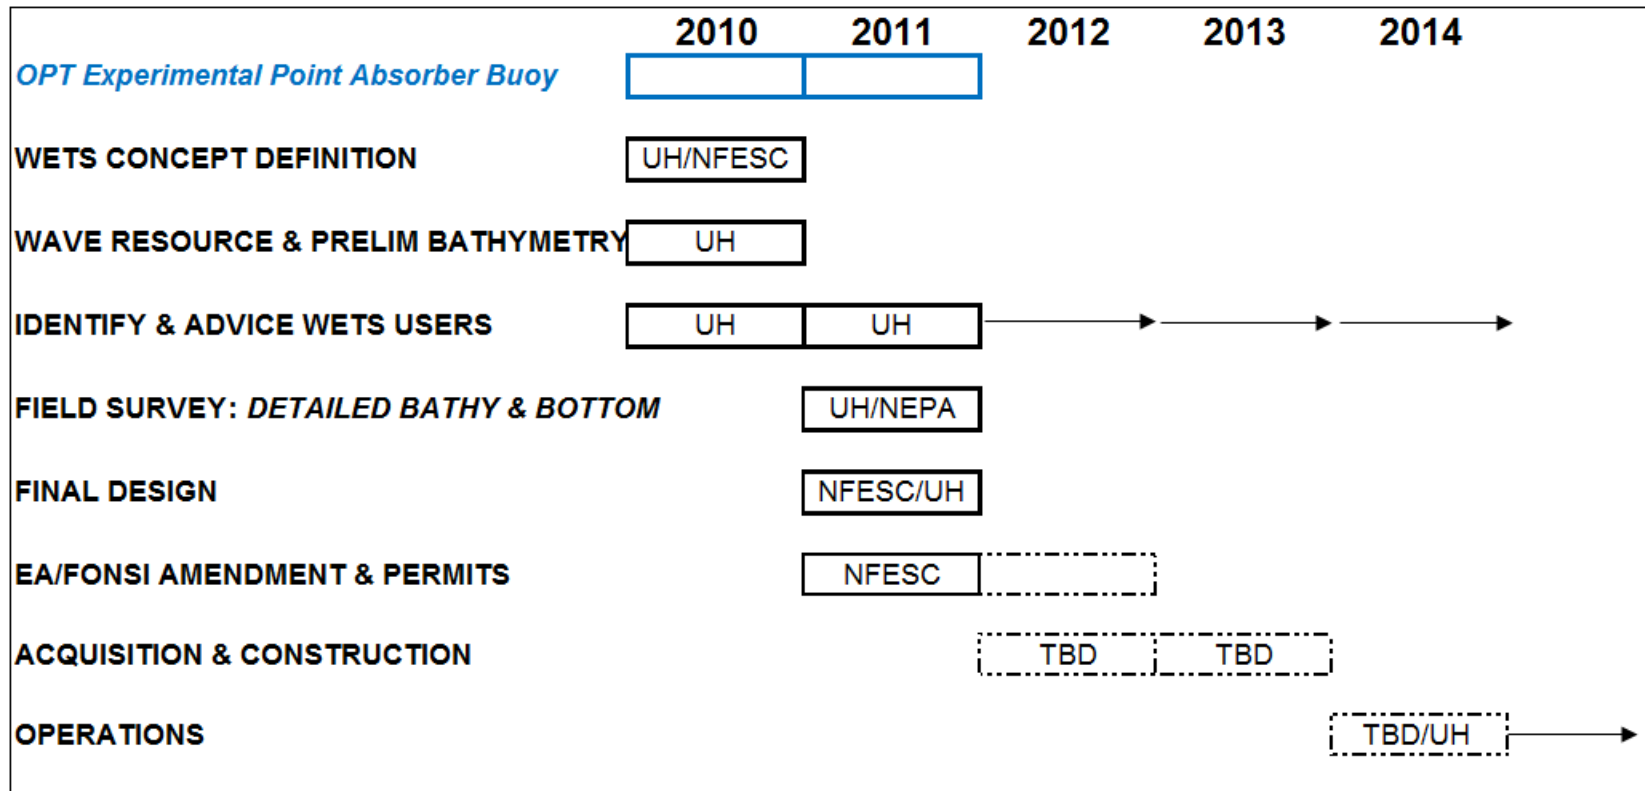 2010 2011 2012 2013 2014
OPT Experimental Point Absorber Buoy
WETS CONCEPT DEFINITION UH/NFESC
WAVE RESOURCE & PRELIM BATHYMETRY UH
IDENTIFY & ADVICE WETS USERS UH UH
FIELD SURVEY: DETAILED BATHY & BOTTOM UH/NEPA
FINAL DESIGN NFESC/UH
EA/FONSI AMENDMENT & PERMITS NFESC
ACQUISITION & CONSTRUCTION TBD TBD
OPERATIONS TBD/UH